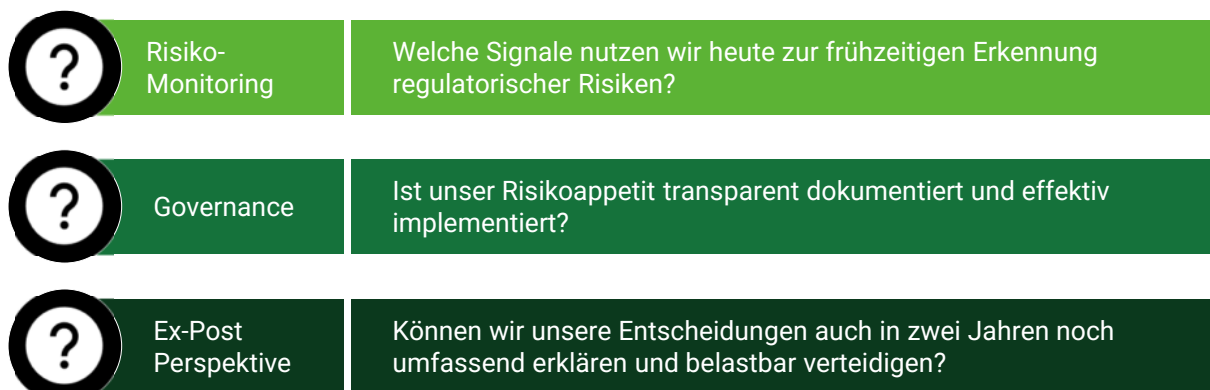 ?
Risiko-
Monitoring
Welche Signale nutzen wir heute zur frühzeitigen Erkennung
regulatorischer Risiken?
?
Governance
Ist unser Risikoappetit transparent dokumentiert und effektiv
implementiert?
?
Ex-Post
Perspektive
Können wir unsere Entscheidungen auch in zwei Jahren noch
umfassend erklären und belastbar verteidigen?